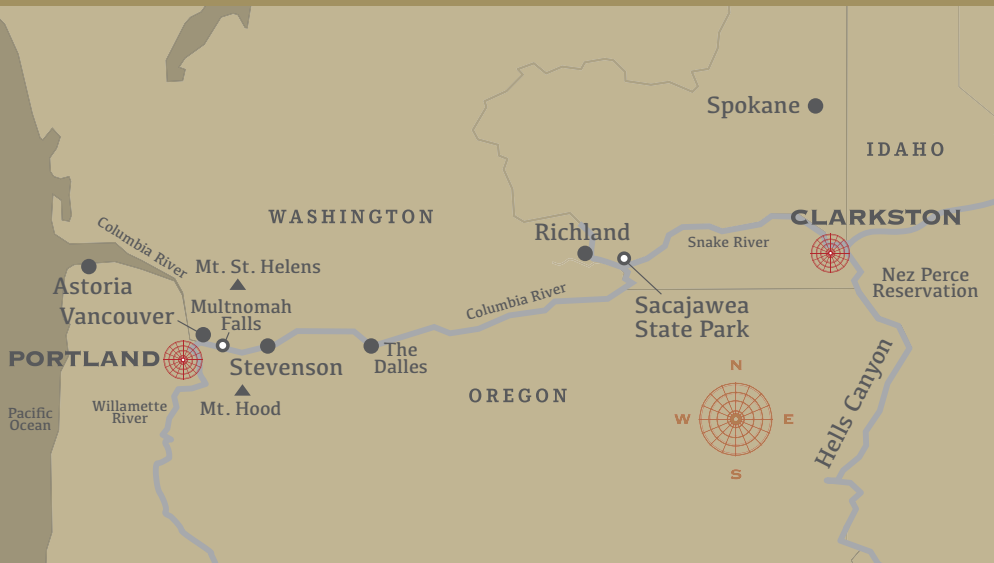 Spokane
IDAHO
WASHINGTON
CLARKSTON
Columbia River
Richland
Snake River
Mt. St. Helens
Astoria
Nez Perce
Reservation
Multnomah
Falls
Columbia River
Sacajawea
State Park
Vancouver
PORTLAND
Stevenson
The
Dalles
N
W
E
S
OREGON
Hells Canyon
Pacific
Ocean
Willamette
River
Mt. Hood